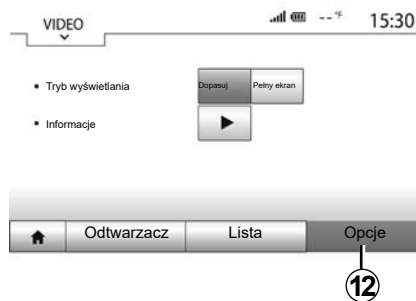 VIDEO
--°F
15:30
Tryb wyświetlania
Dopasuj
Pełny ekran
Informacje
Odtwarzacz
Lista
Opcje
12